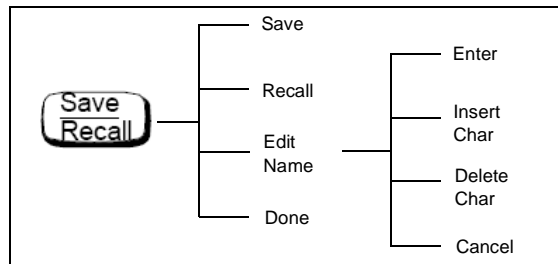 Save
Recall
Save
Recall
Edit
Name
Done
Enter
Insert
Char
Delete
Char
Cancel